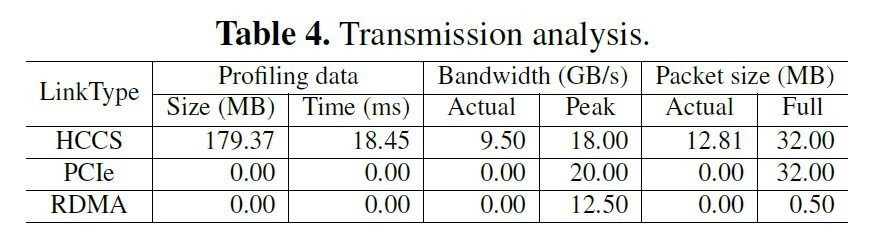 Table 4. Transmission analysis.
LinkType Profiling data Bandwidth (GB/s) Packet size (MB)
Size (MB) Time (ms) Actual Peak Actual Full
HCCS 179.37 18.45 9.50 18.00 12.81 32.00
PCIe 0.00 0.00 0.00 20.00 0.00 32.00
RDMA 0.00 0.00 0.00 12.50 0.00 0.50